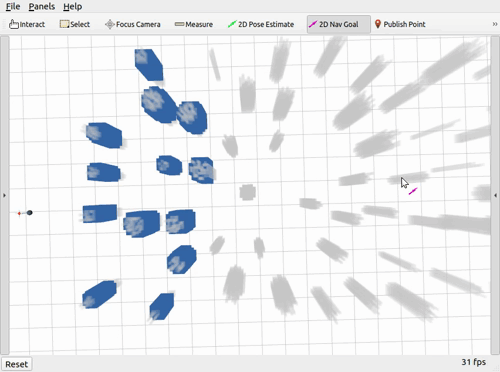 File Panels Help
Interact Select Focus Camera Measure 2D Pose Estimate 2D Nav Goal Publish Point
Reset 31 fps